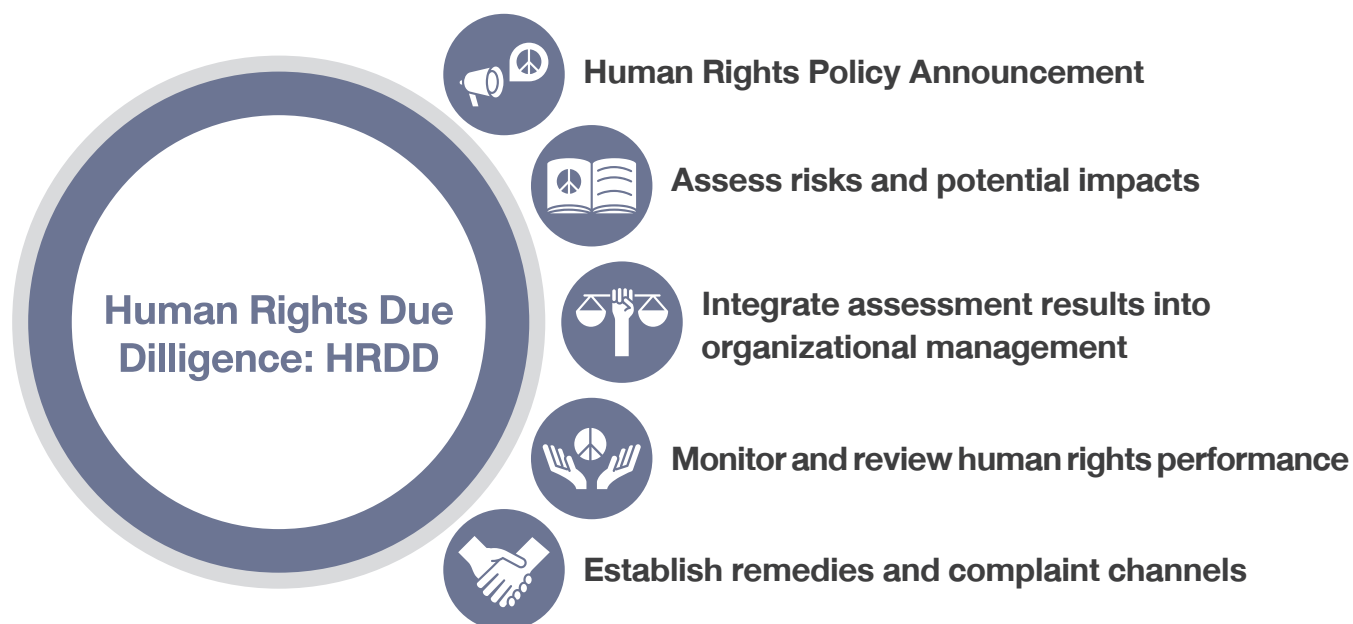 Human Rights Policy Announcement
Assess risks and potential impacts
Human Rights Due
Dilligence: HRDD
Integrate assessment results into
organizational management
Monitor and review human rights performance
Establish remedies and complaint channels